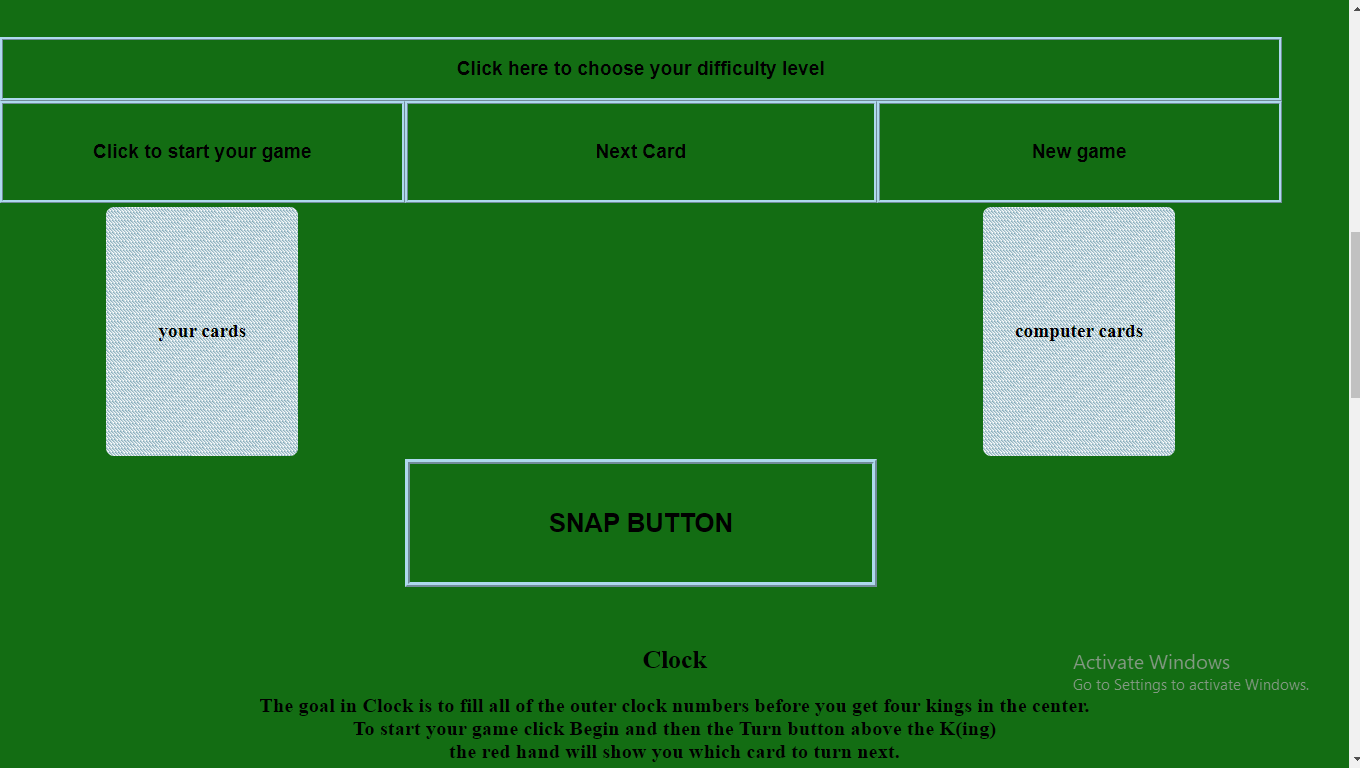 Click here to choose your difficulty level
Click to start your game
Next Card
New game
your cards
computer cards
SNAP BUTTON
Clock
The goal in Clock is to fill all of the outer clock numbers before you get four kings in the center.
To start your game click Begin and then the Turn button above the K(ing)
the red hand will show you which card to turn next.
Activate Windows
Go to Settings to activate Windows.